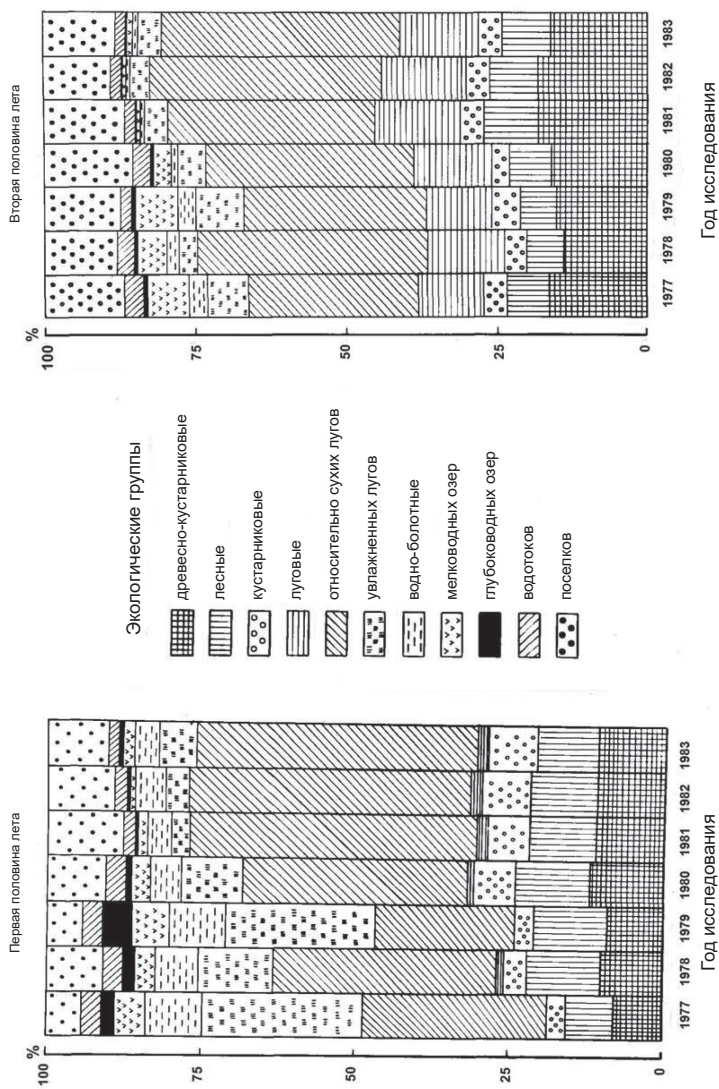 Первая половина лета
%
100
75
50
25
0
1977
1978
1979
1980
1981
1982
1983
Год исследования
Экологические группы
древесно-кустарниковые
лесные
кустарниковые
луговые
относительно сухих лугов
увлажненных лугов
водно-болотные
мелководных озер
глубоководных озер
водотоков
поселков
Вторая половина лета
%
100
75
50
25
0
1977
1978
1979
1980
1981
1982
1983
Год исследования